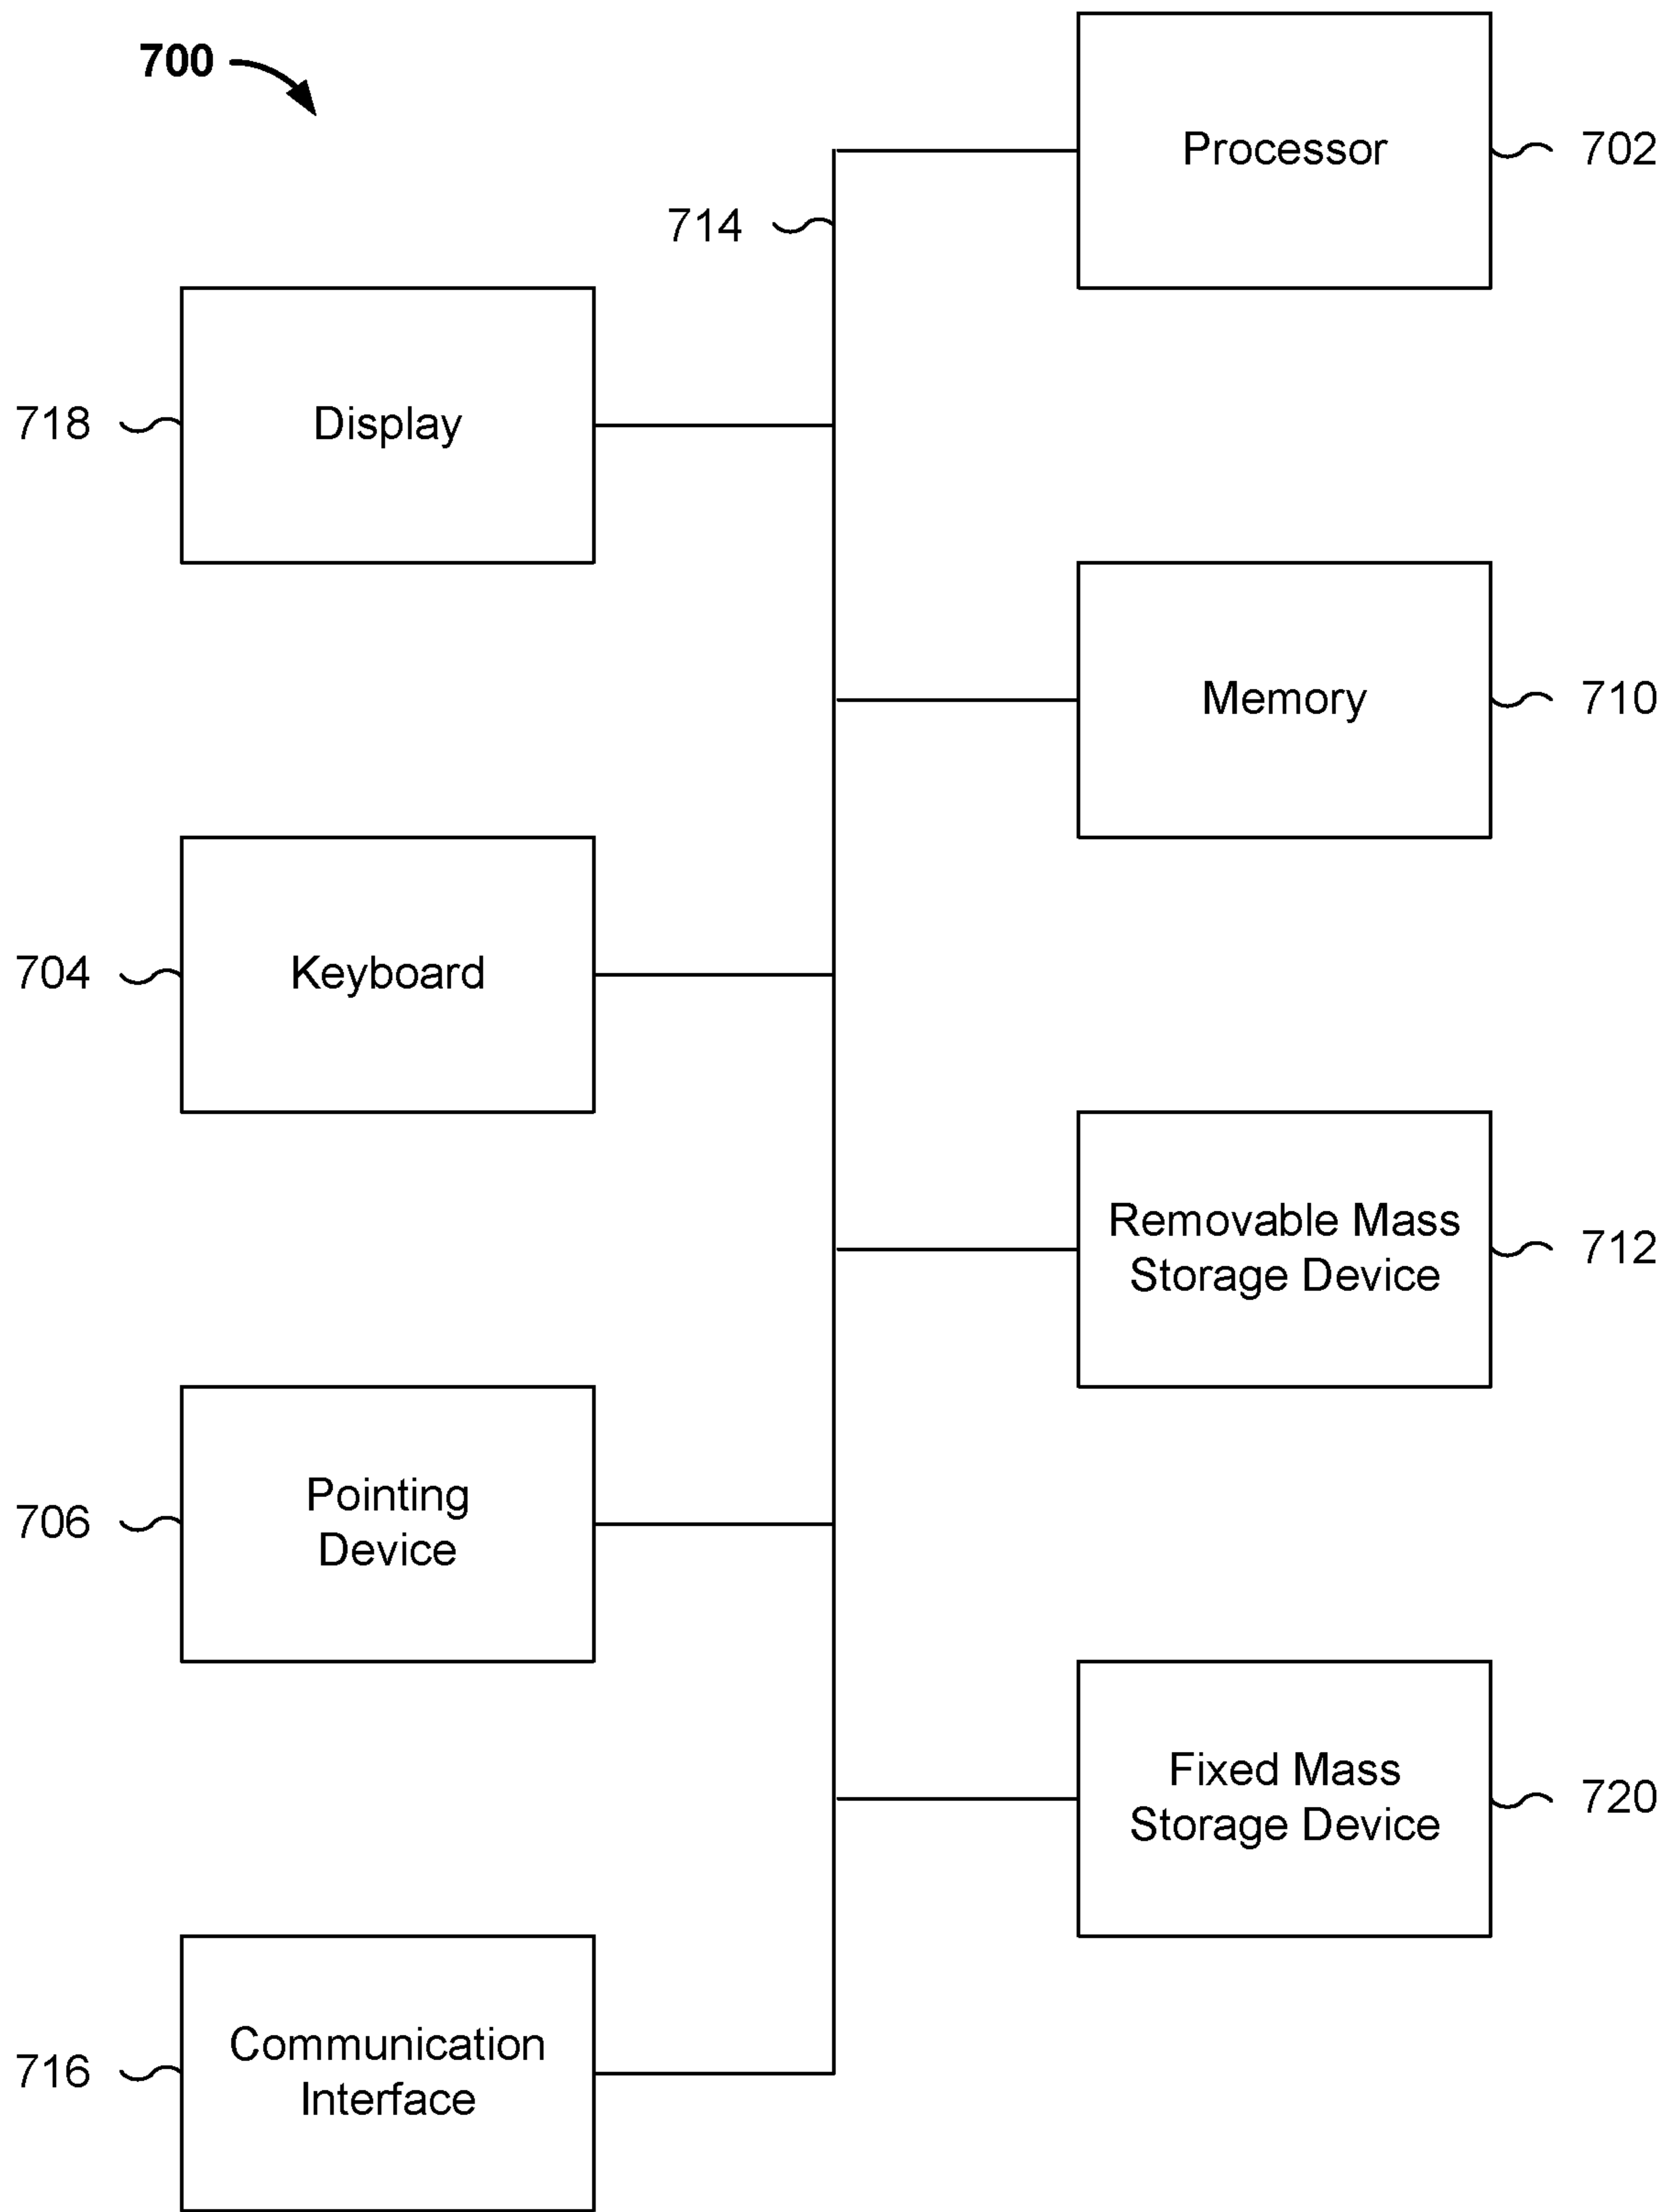 700
Processor
702
714
718
Display
Memory
710
704
Keyboard
Removable Mass
Storage Device
712
706
Pointing
Device
Fixed Mass
Storage Device
720
716
Communication
Interface